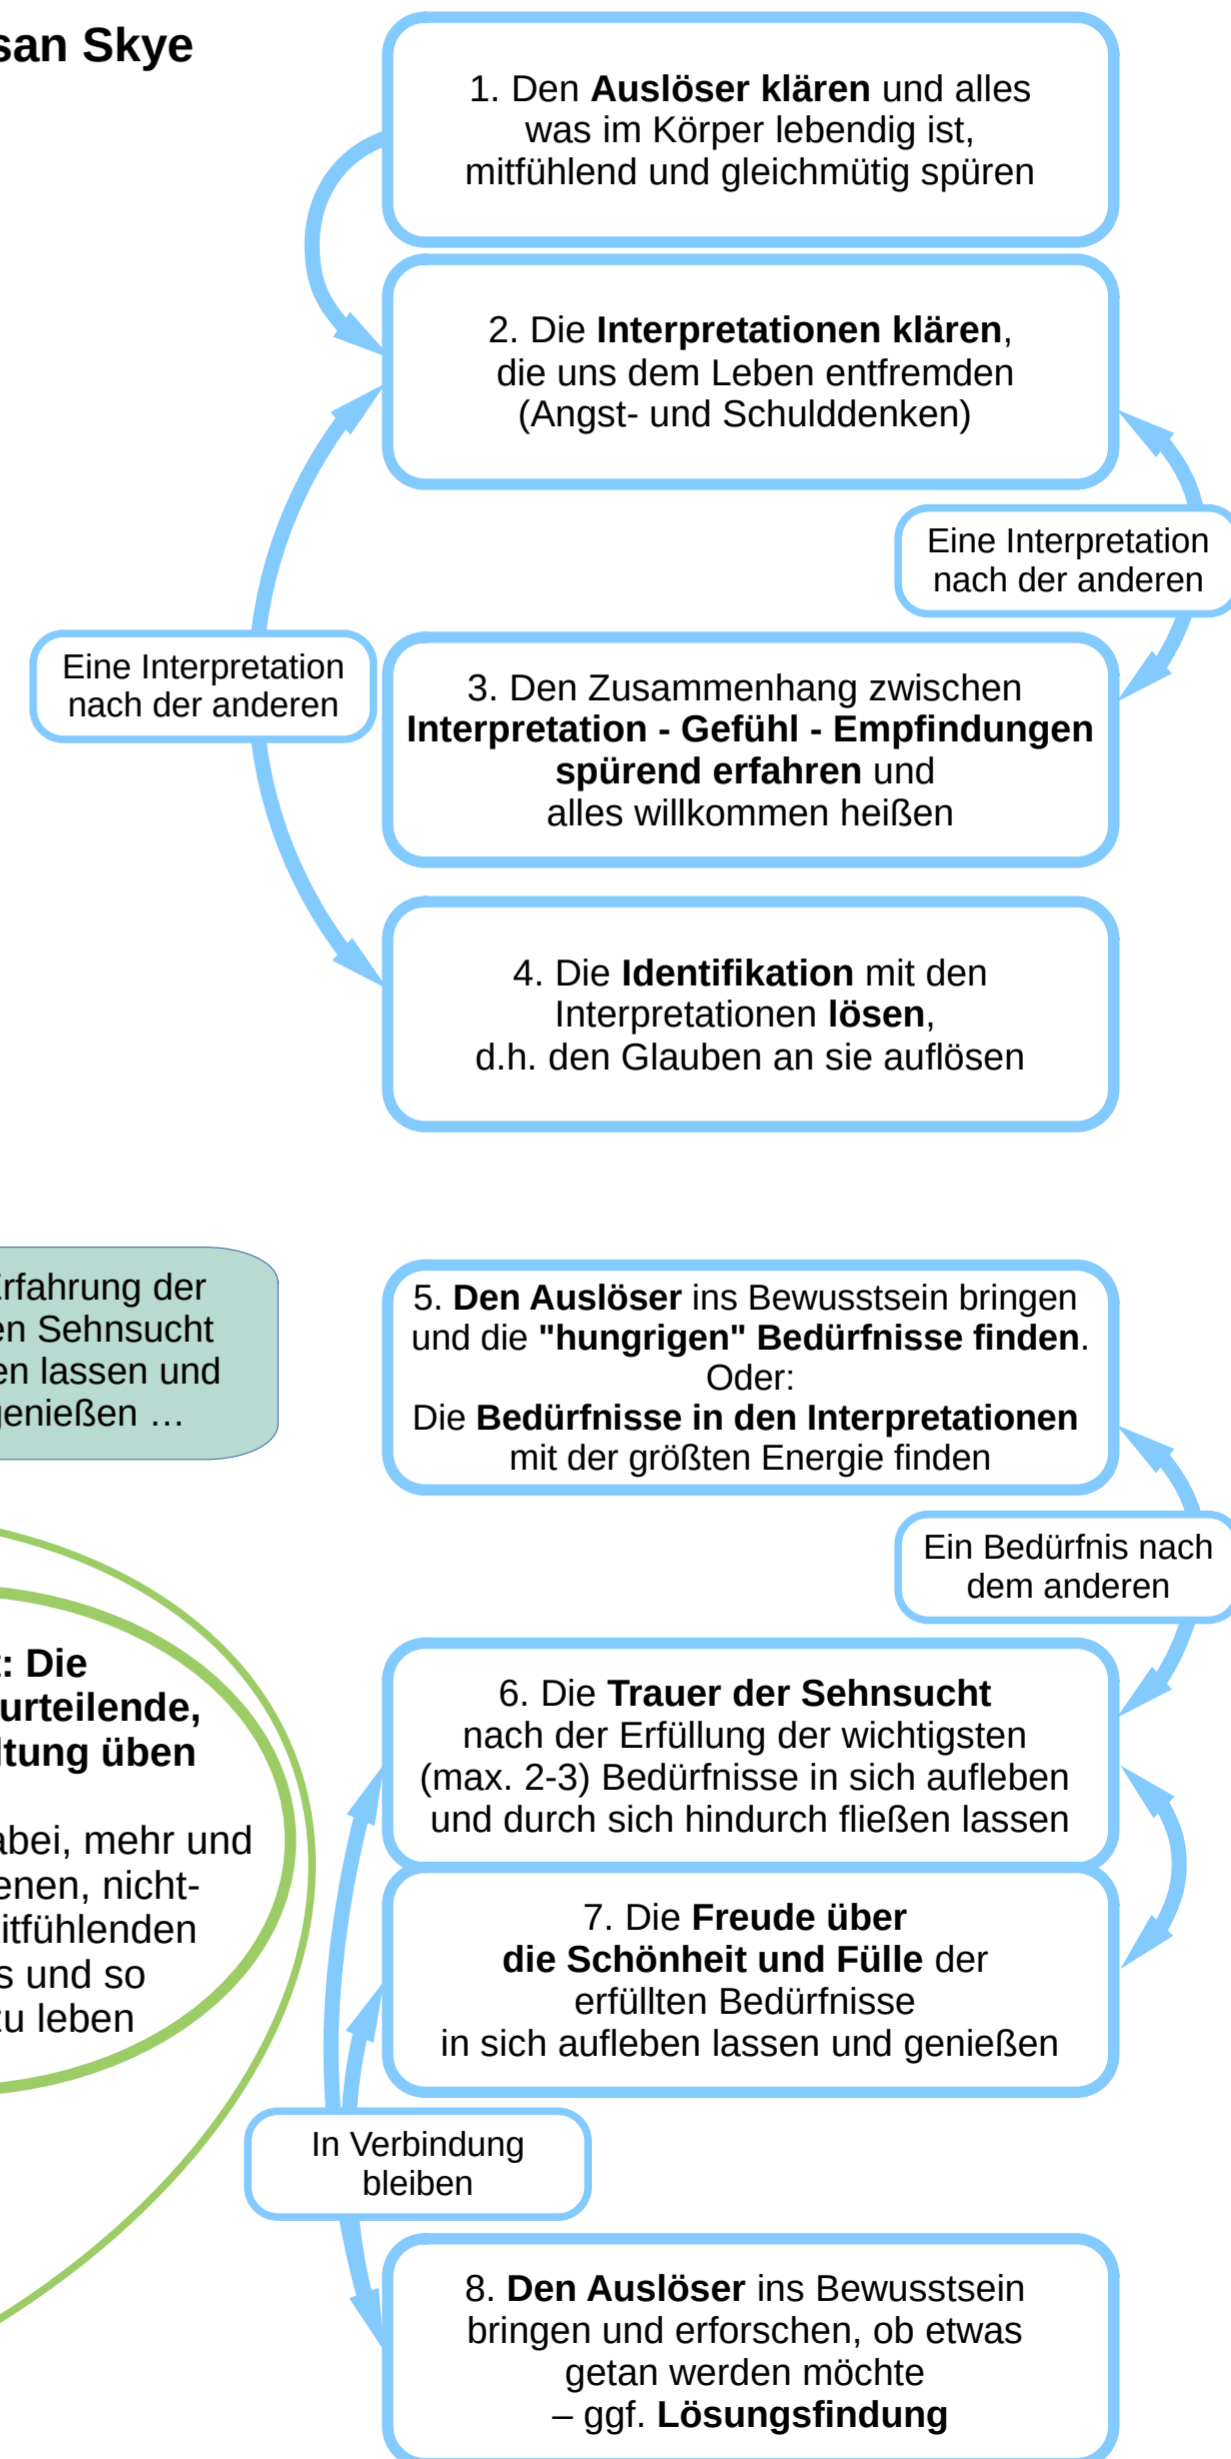 san Skye
1. Den Auslöser klären und alles
was im Körper lebendig ist,
mitfühlend und gleichmütig spüren
2. Die Interpretationen klären,
die uns dem Leben entfremden
(Angst- und Schulddenken)
Eine Interpretation
nach der anderen
Eine Interpretation
nach der anderen
3. Den Zusammenhang zwischen
Interpretation - Gefühl - Empfindungen
spürend erfahren und
alles willkommen heißen
4. Die Identifikation mit den
Interpretationen lösen,
d.h. den Glauben an sie auflösen
rfahrung der
en Sehnsucht
en lassen und
genießen …
5. Den Auslöser ins Bewusstsein bringen
und die "hungrigen" Bedürfnisse finden.
Oder:
Die Bedürfnisse in den Interpretationen
mit der größten Energie finden
Ein Bedürfnis nach
dem anderen
t: Die
urteilende,
ltung üben
abei, mehr und
enen, nicht-
itfühlenden
s und so
zu leben
6. Die Trauer der Sehnsucht
nach der Erfüllung der wichtigsten
(max. 2-3) Bedürfnisse in sich aufleben
und durch sich hindurch fließen lassen
7. Die Freude über
die Schönheit und Fülle der
erfüllten Bedürfnisse
in sich aufleben lassen und genießen
In Verbindung
bleiben
8. Den Auslöser ins Bewusstsein
bringen und erforschen, ob etwas
getan werden möchte
– ggf. Lösungsfindung